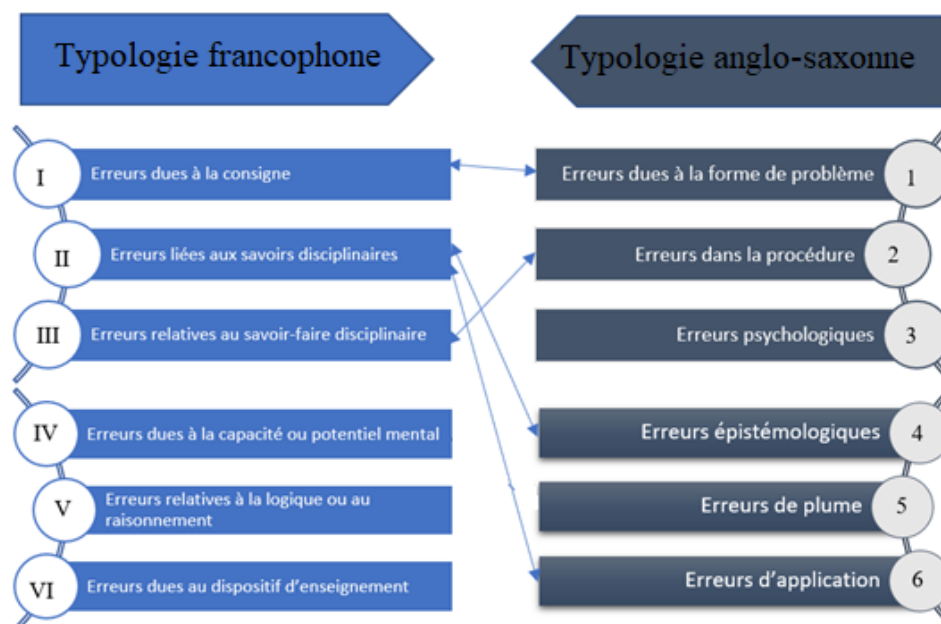 Typologie francophone
Typologie anglo-saxonne
I
Erreurs dues à la consigne
Erreurs dues à la forme de problème
1
II
Erreurs liées aux savoirs disciplinaires
Erreurs dans la procédure
2
III
Erreurs relatives au savoir-faire disciplinaire
Erreurs psychologiques
3
IV
Erreurs dues à la capacité ou potentiel mental
Erreurs épistémologiques
4
V
Erreurs relatives à la logique ou au
raisonnement
Erreurs de plume
5
VI
Erreurs dues au dispositif d'enseignement
Erreurs d'application
6